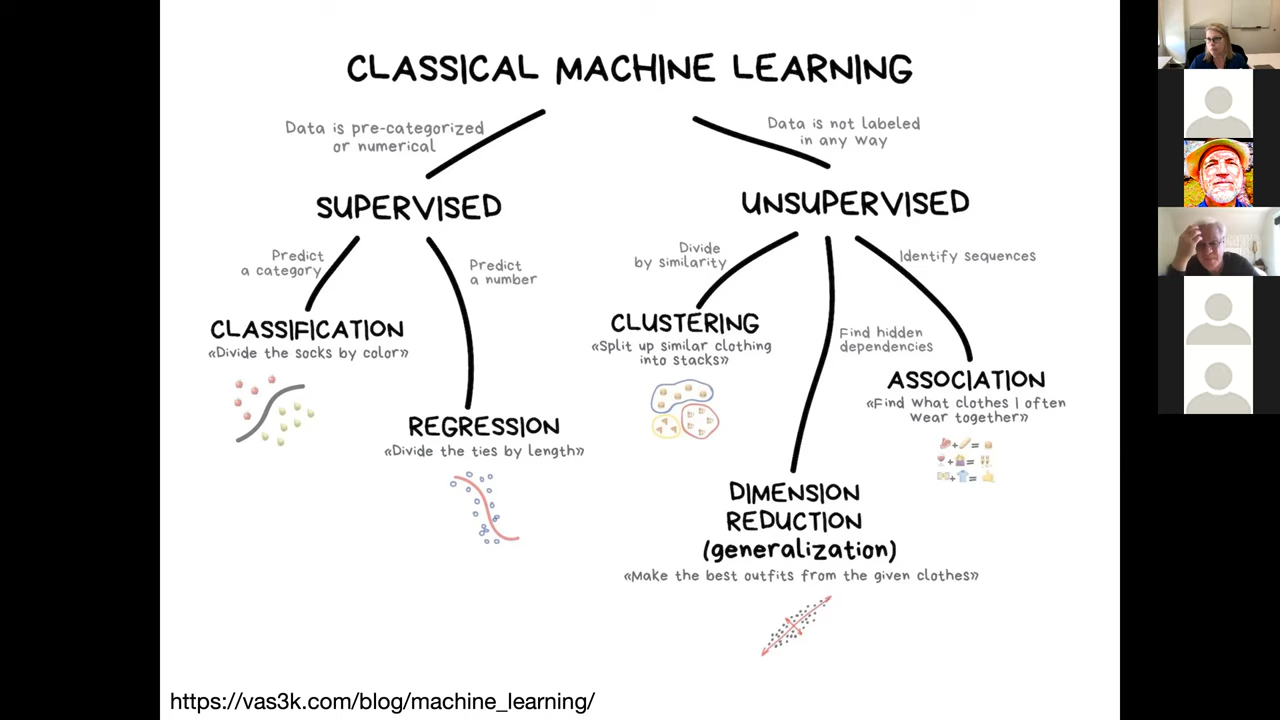 CLASSICAL MACHINE LEARNING
Data is pre-categorized
or numerical
Data is not labeled
in any way
SUPERVISED
UNSUPERVISED
Predict
a category
Predict
a number
Divide
by similarity
Identify sequences
CLASSIFICATION
«Divide the socks by color»
CLUSTERING
«Split up similar clothing
into stacks»
Find hidden
dependencies
ASSOCIATION
«Find what clothes I often
wear together»
REGRESSION
«Divide the ties by length»
+ =
+ =
+ =
DIMENSION
REDUCTION
(generalization)
«Make the best outfits from the given clothes»
https://vas3k.com/blog/machine_learning/